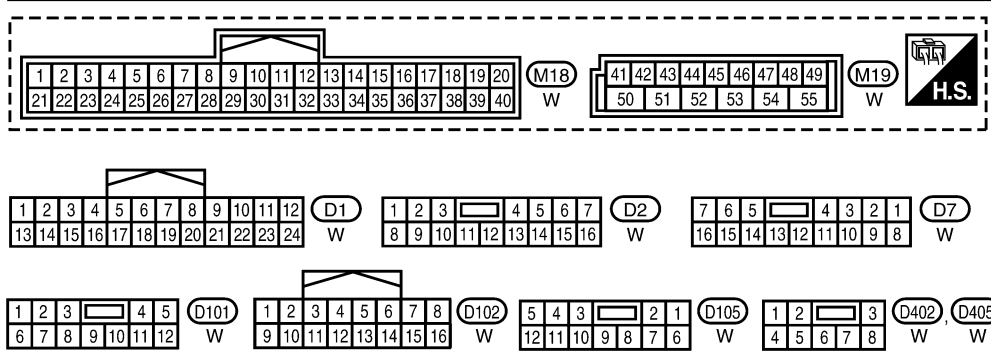 1 2 3 4 5 6 7 8 9 10 11 12 13 14 15 16 17 18 19 20 M18 41 42 43 44 45 46 47 48 49 M19
21 22 23 24 25 26 27 28 29 30 31 32 33 34 35 36 37 38 39 40 W 50 51 52 53 54 55 W H.S.
1 2 3 4 5 6 7 8 9 10 11 12 D1 1 2 3 4 5 6 7 D2 7 6 5 4 3 2 1 D7
13 14 15 16 17 18 19 20 21 22 23 24 W 8 9 10 11 12 13 14 15 16 W 16 15 14 13 12 11 10 9 8 W
1 2 3 4 5 D101 1 2 3 4 5 6 7 8 D102 5 4 3 2 1 D105 1 2 3 D402 , D405
6 7 8 9 10 11 12 W 9 10 11 12 13 14 15 16 W 12 11 10 9 8 7 6 W 4 5 6 7 8 W W